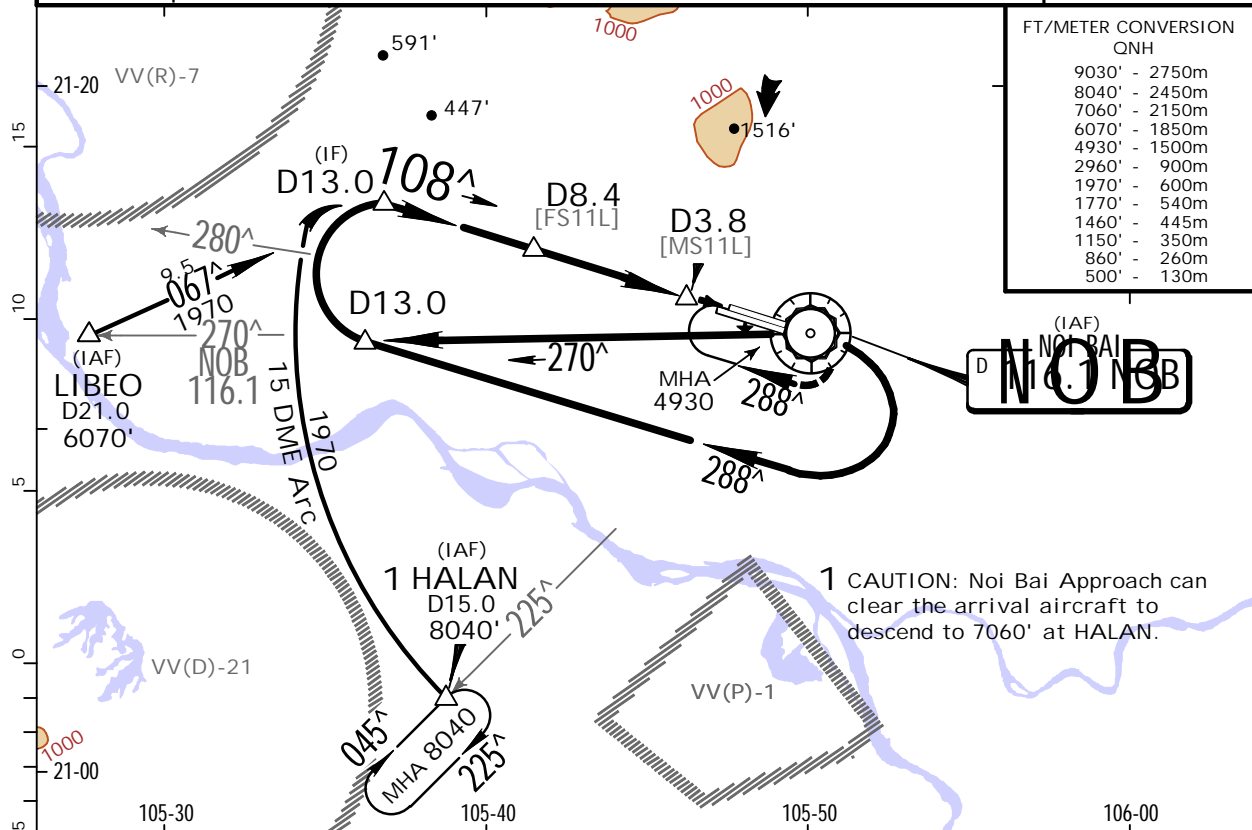 FT/METER CONVERSION
QNH
9030' - 2750m
8040' - 2450m
7060' - 2150m
6070' - 1850m
4930' - 1500m
2960' - 900m
1970' - 600m
1770' - 540m
1460' - 445m
1150' - 350m
860' - 260m
500' - 130m
1000
591'
21-20
VV(R)-7
447'
1000
1516'
15
(IF)
D13.0
108^
D8.4
[FS11L]
D3.8
[MS11L]
280^
9.5
067^
1970
10
D13.0
270^
NOB
116.1
(IAF)
LIBEO
D21.0
6070'
270^
MHA
4930
288^
(IAF)
NOI BAI
D
116.1 NOB
NOB
15 DME Arc
1970
288^
5
(IAF)
1 HALAN
D15.0
8040'
225^
1 CAUTION: Noi Bai Approach can
clear the arrival aircraft to
descend to 7060' at HALAN.
0
VV(D)-21
VV(P)-1
045^
MHA 8040
225^
1000
21-00
5
105-30
105-40
105-50
106-00